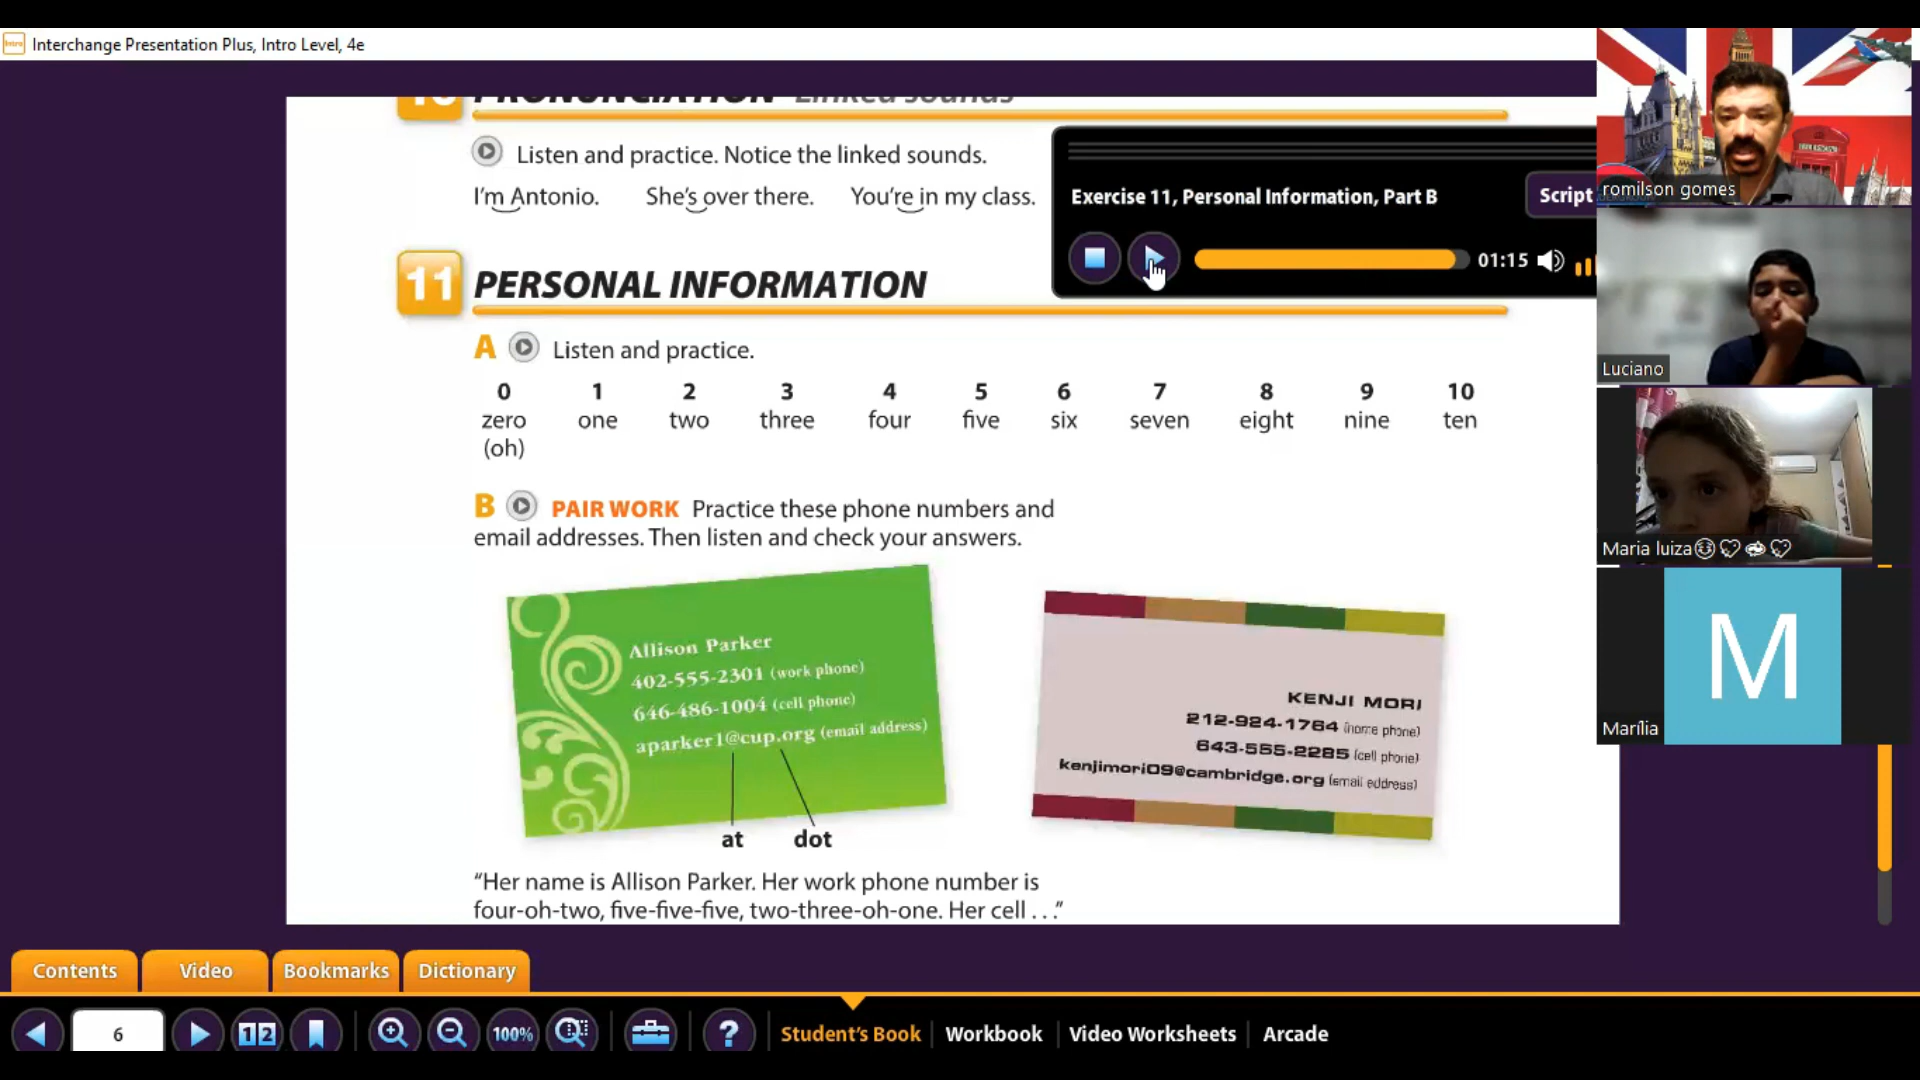 Interchange Presentation Plus, Intro Level, 4e
PRONUNCIATION Linked sounds
Listen and practice. Notice the linked sounds.
I'm Antonio. She's over there. You're in my class.
Exercise 11, Personal Information, Part B
Script
01:15
11 PERSONAL INFORMATION
A Listen and practice.
0 1 2 3 4 5 6 7 8 9 10
zero one two three four five six seven eight nine ten
(oh)
B PAIR WORK Practice these phone numbers and
email addresses. Then listen and check your answers.
Allison Parker
402-555-2301 (work phone)
646-486-1004 (cell phone)
aparker1@cup.org (email address)
at dot
KENJI MORI
212-924-1764 (home phone)
643-555-2285 (cell phone)
kenjimori09@cambridge.org (email address)
"Her name is Allison Parker. Her work phone number is
four-oh-two, five-five-five, two-three-oh-one. Her cell . . ."
romilson gomes
Luciano
Maria luiza
M
Marília
Contents Video Bookmarks Dictionary
6 12 100% ? Student's Book Workbook Video Worksheets Arcade